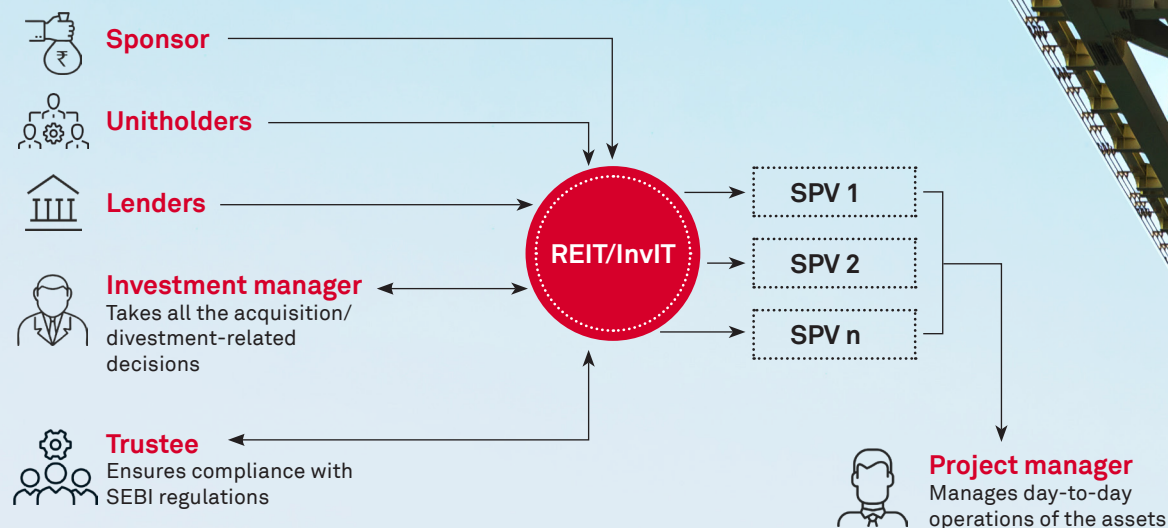 ₹
Sponsor
Unitholders
Lenders
Investment manager
Takes all the acquisition/
divestment-related
decisions
Trustee
Ensures compliance with
SEBI regulations
REIT/InvIT
SPV 1
SPV 2
SPV n
Project manager
Manages day-to-day
operations of the assets